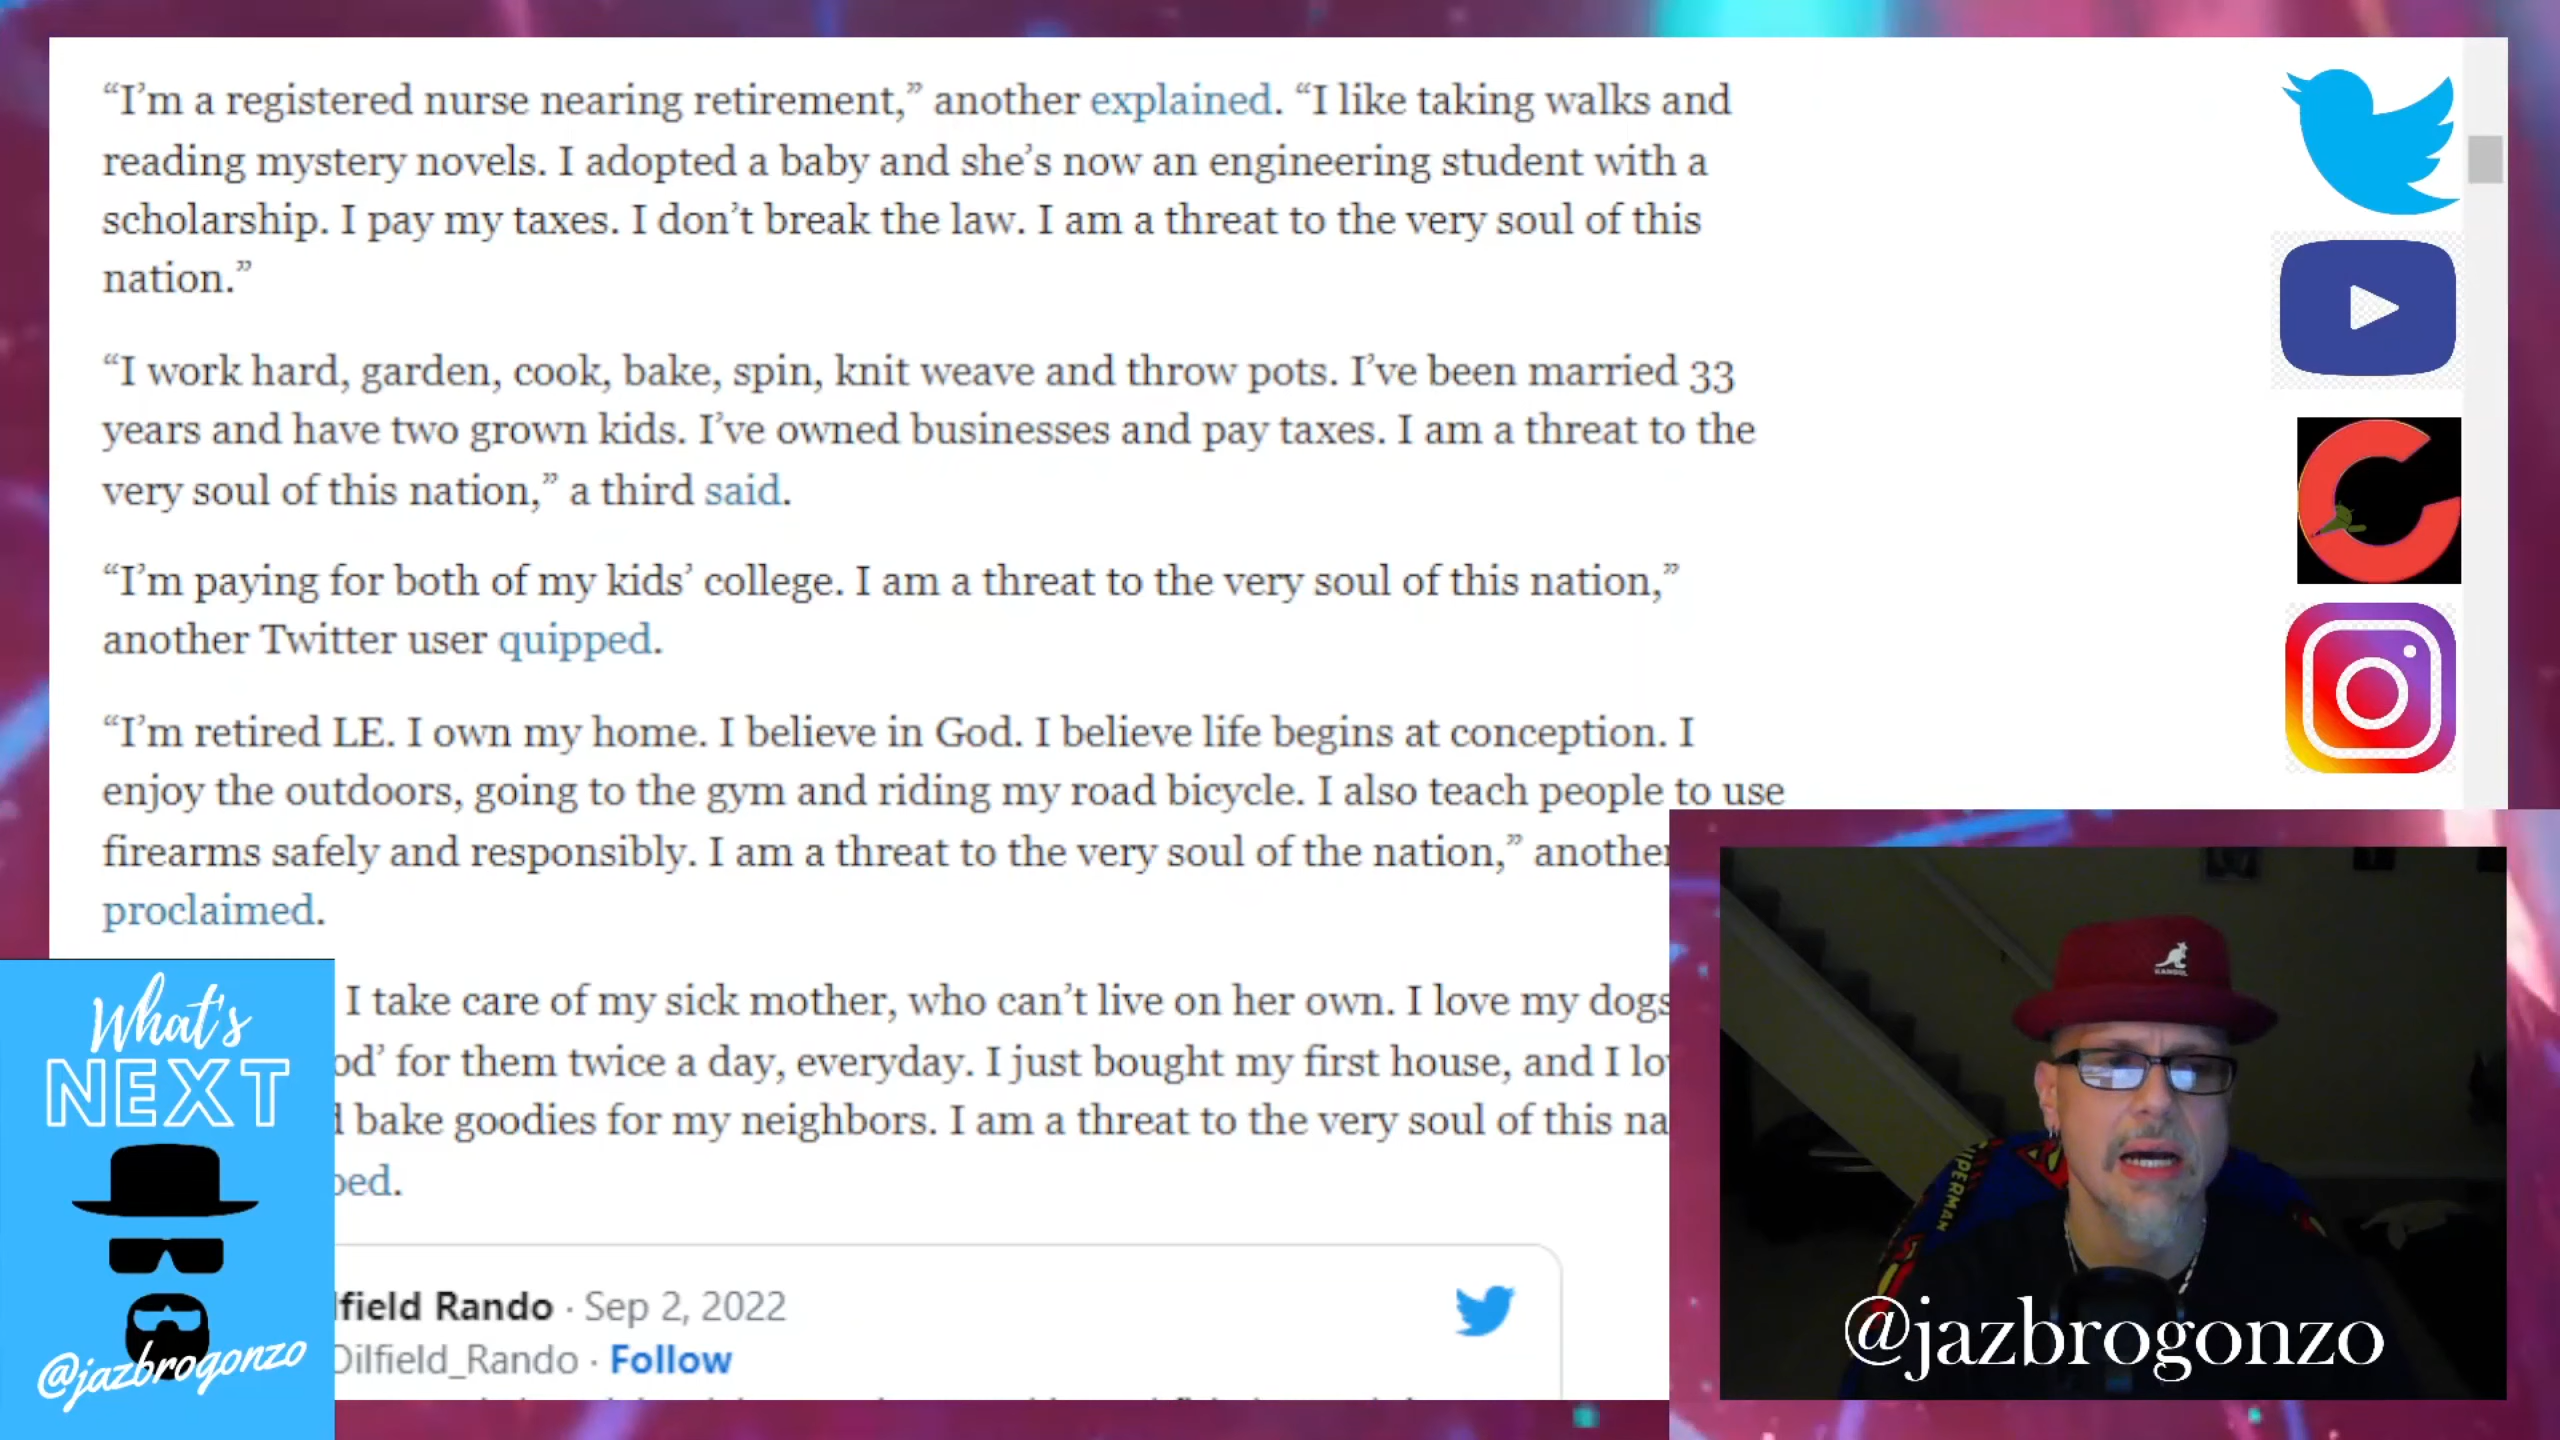 “I’m a registered nurse nearing retirement,” another explained. “I like taking walks and
reading mystery novels. I adopted a baby and she’s now an engineering student with a
scholarship. I pay my taxes. I don’t break the law. I am a threat to the very soul of this
nation.”
“I work hard, garden, cook, bake, spin, knit weave and throw pots. I’ve been married 33
years and have two grown kids. I’ve owned businesses and pay taxes. I am a threat to the
very soul of this nation,” a third said.
“I’m paying for both of my kids’ college. I am a threat to the very soul of this nation,”
another Twitter user quipped.
“I’m retired LE. I own my home. I believe in God. I believe life begins at conception. I
enjoy the outdoors, going to the gym and riding my road bicycle. I also teach people to use
firearms safely and responsibly. I am a threat to the very soul of the nation,” another
proclaimed.
I take care of my sick mother, who can’t live on her own. I love my dogs
for them twice a day, everyday. I just bought my first house, and I
bake goodies for my neighbors. I am a threat to the very soul of this
Rando · Sep 2, 2022
Oilfield_Rando · Follow
What's
NEXT
@jazbrogonzo
KANGOL
SUPERMAN
@jazbrogonzo